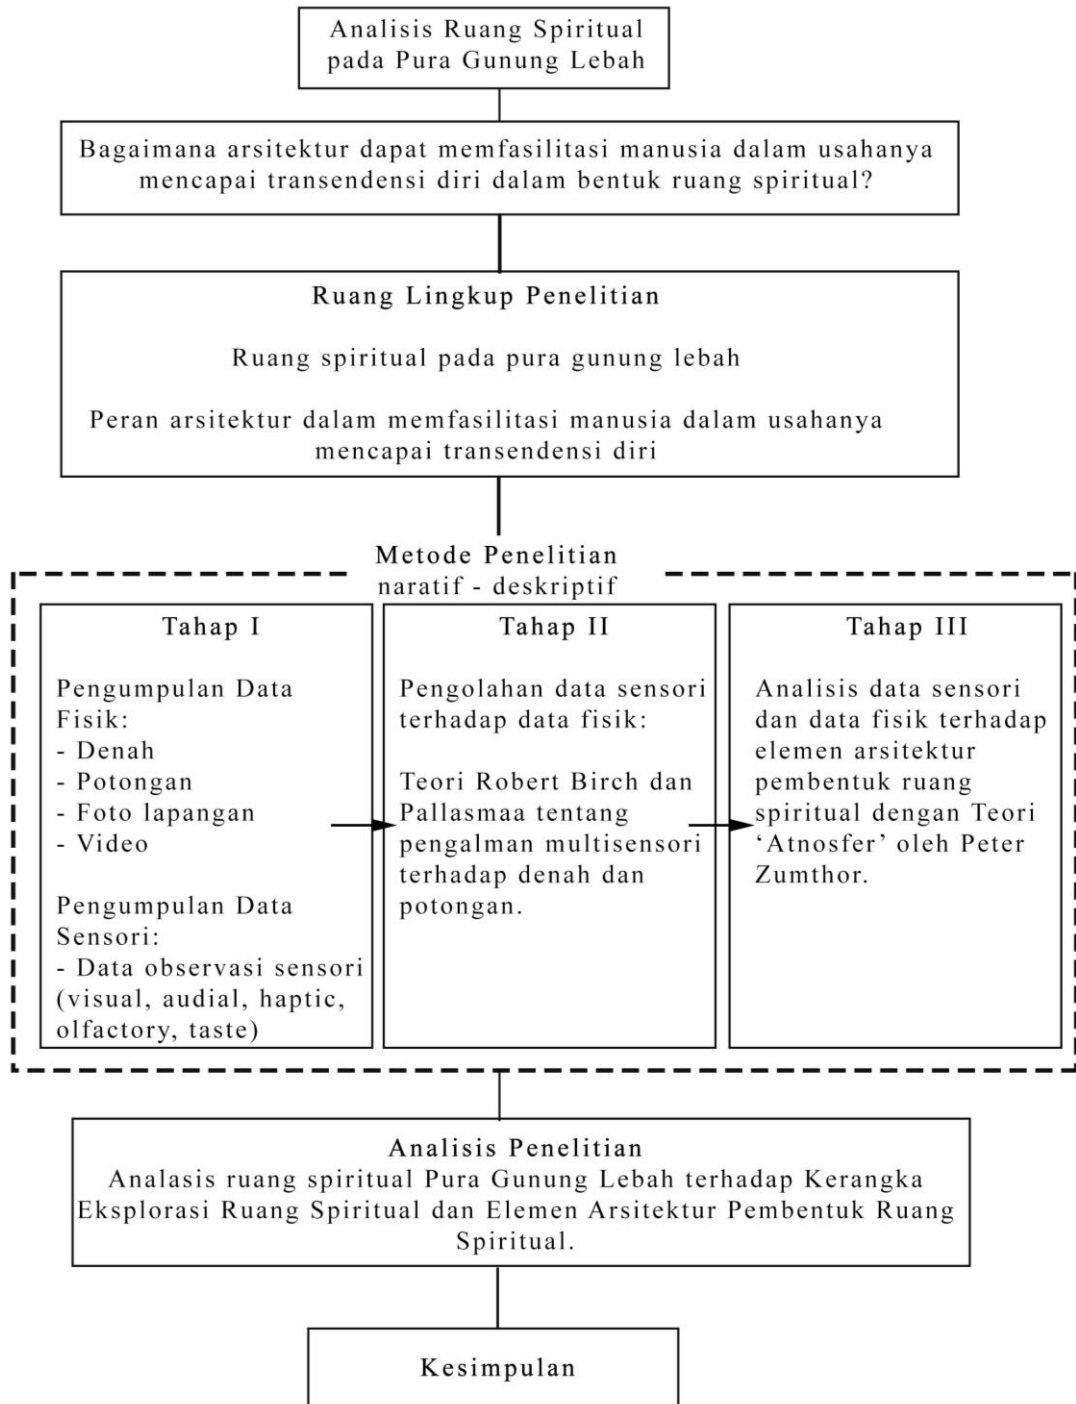 Analisis Ruang Spiritual
pada Pura Gunung Lebah
Bagaimana arsitektur dapat memfasilitasi manusia dalam usahanya
mencapai transendensi diri dalam bentuk ruang spiritual?
Ruang Lingkup Penelitian
Ruang spiritual pada pura gunung lebah
Peran arsitektur dalam memfasilitasi manusia dalam usahanya
mencapai transendensi diri
Metode Penelitian
naratif - deskriptif
Tahap I
Pengumpulan Data
Fisik:
- Denah
- Potongan
- Foto lapangan
- Video
Pengumpulan Data
Sensori:
- Data observasi sensori
(visual, audial, haptic,
olfactory, taste)
Tahap II
Pengolahan data sensori
terhadap data fisik:
Teori Robert Birch dan
Pallasmaa tentang
pengalman multisensori
terhadap denah dan
potongan.
Tahap III
Analisis data sensori
dan data fisik terhadap
elemen arsitektur
pembentuk ruang
spiritual dengan Teori
‘Atnosfer’ oleh Peter
Zumthor.
Analisis Penelitian
Analasis ruang spiritual Pura Gunung Lebah terhadap Kerangka
Eksplorasi Ruang Spiritual dan Elemen Arsitektur Pembentuk Ruang
Spiritual.
Kesimpulan